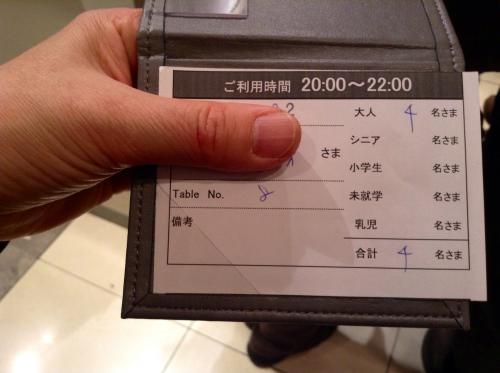 ご利用時間 20:00～22:00
大人 4 名さま
さま
シニア 名さま
小学生 名さま
Table No. 8
未就学 名さま
備考
乳児 名さま
合計 4 名さま